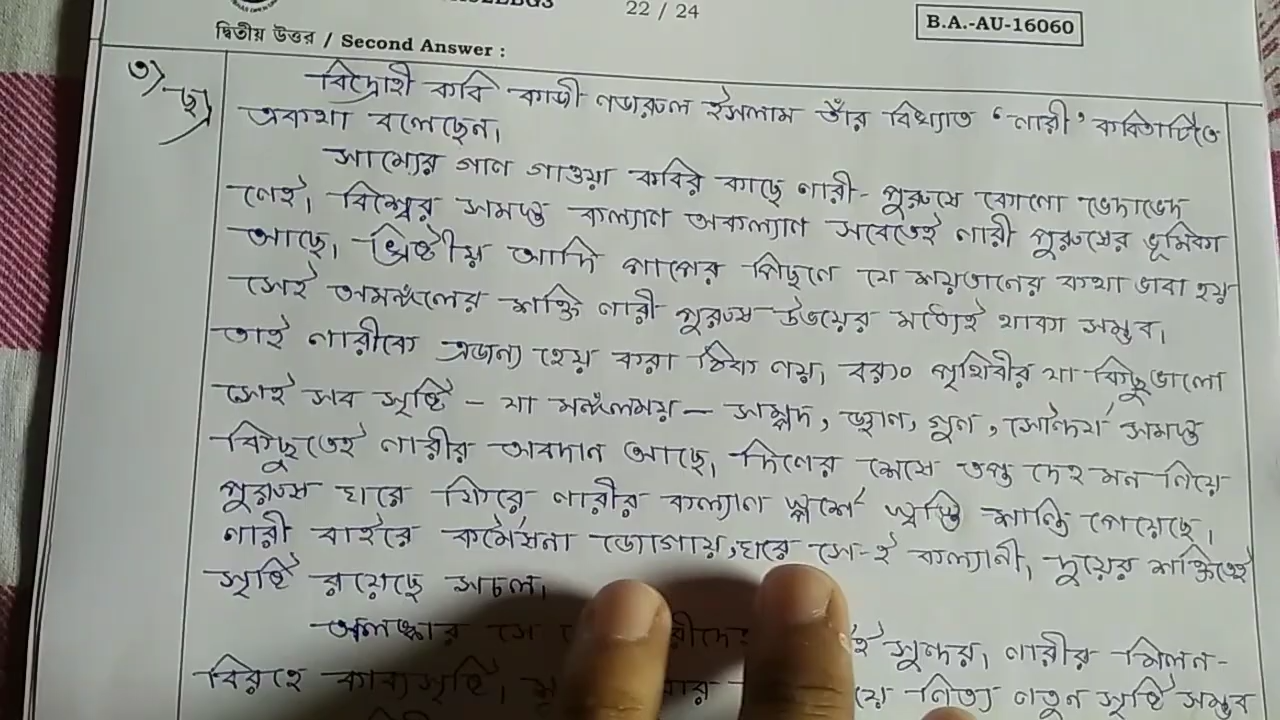 22 / 24
B.A.-AU-16060
দ্বিতীয় উত্তর / Second Answer :
৩) ছ) বিদ্রোহী কবি কাজী নজরুল ইসলাম তাঁর বিখ্যাত ‘নারী’ কবিতাটিতে
একথা বলেছেন।
সাম্যের গান গাওয়া কবির কাছে নারী-পুরুষে কোনো ভেদাভেদ
নেই। বিশ্বের সমস্ত কল্যান অকল্যান সবেতেই নারী পুরুষের ভূমিকা
আছে। খ্রিষ্টীয় আদি পাপের পিছনে যে শয়তানের কথা ভাবা হয়
সেই অমঙ্গলের শক্তি নারী পুরুষ উভয়ের মধ্যেই থাকা সম্ভব।
তাই নারীকে এজন্য হেয় করা ঠিক নয়, বরং পৃথিবীর যা কিছু ভালো
সেই সব সৃষ্টি – যা মঙ্গলময় – সম্পদ, জ্ঞান, গুন, সৌন্দর্য সমস্ত
কিছুতেই নারীর অবদান আছে। দিনের শেষে তপ্ত দেহ মন নিয়ে
পুরুষ ঘরে ফিরে নারীর কল্যান স্পর্শে স্বস্তি শান্তি পেয়েছে।
নারী বাইরে কর্মৈষনা জোগায়, ঘরে সে-ই কল্যানী, দুয়ের শক্তিতেই
সৃষ্টি রয়েছে সচল।
অলঙ্কার সে ই সুন্দর। নারীর মিলন-
বিরহে কাব্যসৃষ্টি। নিত্য নতুন সৃষ্টি সম্ভব